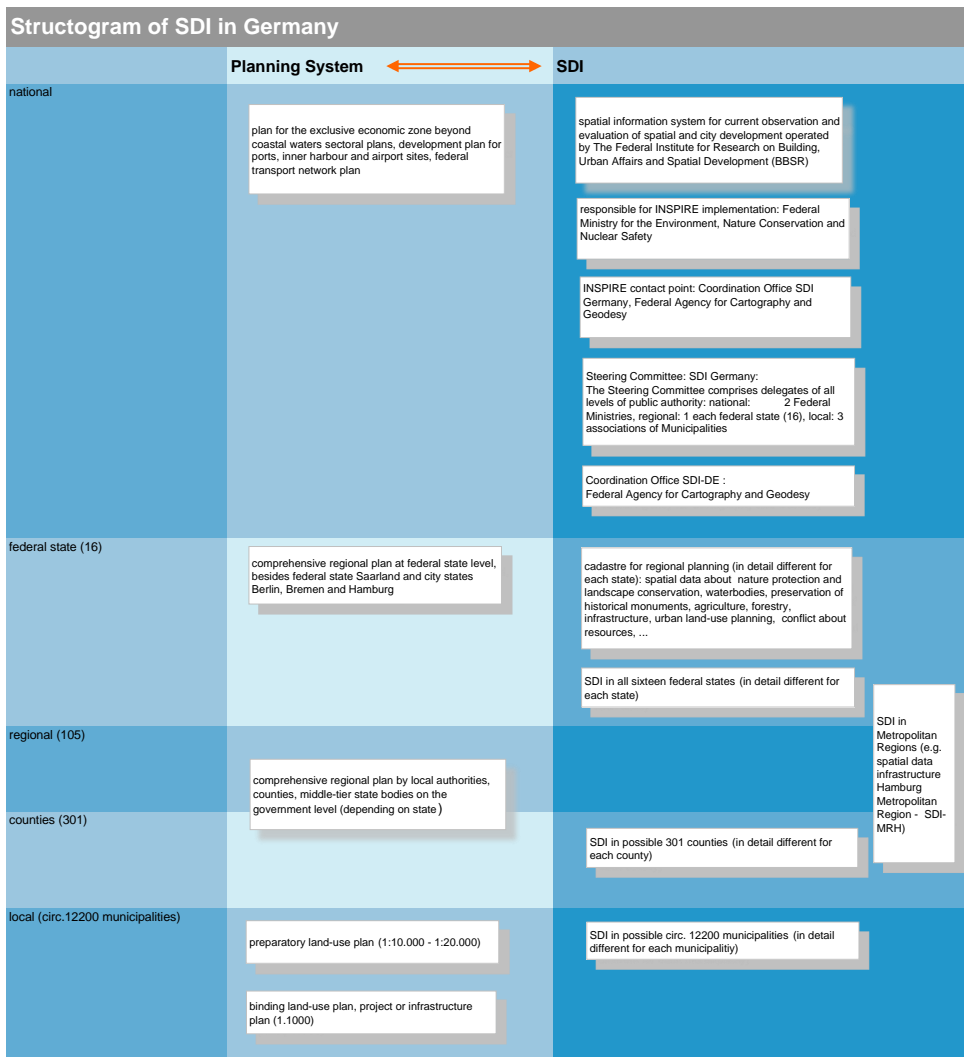 Structogram of SDI in Germany
Planning System
SDI
national
plan for the exclusive economic zone beyond
coastal waters sectoral plans, development plan for
ports, inner harbour and airport sites, federal
transport network plan
spatial information system for current observation and
evaluation of spatial and city development operated
by The Federal Institute for Research on Building,
Urban Affairs and Spatial Development (BBSR)
responsible for INSPIRE implementation: Federal
Ministry for the Environment, Nature Conservation and
Nuclear Safety
INSPIRE contact point: Coordination Office SDI
Germany, Federal Agency for Cartography and
Geodesy
Steering Committee: SDI Germany:
The Steering Committee comprises delegates of all
levels of public authority: national: 2 Federal
Ministries, regional: 1 each federal state (16), local: 3
associations of Municipalities
Coordination Office SDI-DE :
Federal Agency for Cartography and Geodesy
federal state (16)
comprehensive regional plan at federal state level,
besides federal state Saarland and city states
Berlin, Bremen and Hamburg
cadastre for regional planning (in detail different for
each state): spatial data about nature protection and
landscape conservation, waterbodies, preservation of
historical monuments, agriculture, forestry,
infrastructure, urban land-use planning, conflict about
resources, ...
SDI in all sixteen federal states (in detail different for
each state)
SDI in
Metropolitan
Regions (e.g.
spatial data
infrastructure
Hamburg
Metropolitan
Region - SDI-
MRH)
regional (105)
comprehensive regional plan by local authorities,
counties, middle-tier state bodies on the
government level (depending on state)
counties (301)
SDI in possible 301 counties (in detail different for
each county)
local (circ.12200 municipalities)
preparatory land-use plan (1:10.000 - 1:20.000)
SDI in possible circ. 12200 municipalities (in detail
different for each municipalitiy)
binding land-use plan, project or infrastructure
plan (1.1000)